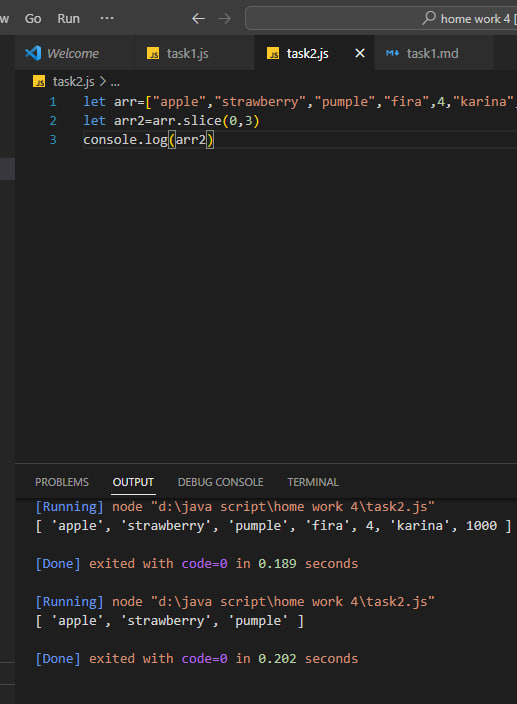 w Go Run ··· home work 4 [
Welcome task1.js task2.js task1.md
task2.js > ...
1 let arr=["apple","strawberry","pumple","fira",4,"karina",
2 let arr2=arr.slice(0,3)
3 console.log(arr2)
PROBLEMS OUTPUT DEBUG CONSOLE TERMINAL
[Running] node "d:\java script\home work 4\task2.js"
[ 'apple', 'strawberry', 'pumple', 'fira', 4, 'karina', 1000 ]
[Done] exited with code=0 in 0.189 seconds
[Running] node "d:\java script\home work 4\task2.js"
[ 'apple', 'strawberry', 'pumple' ]
[Done] exited with code=0 in 0.202 seconds